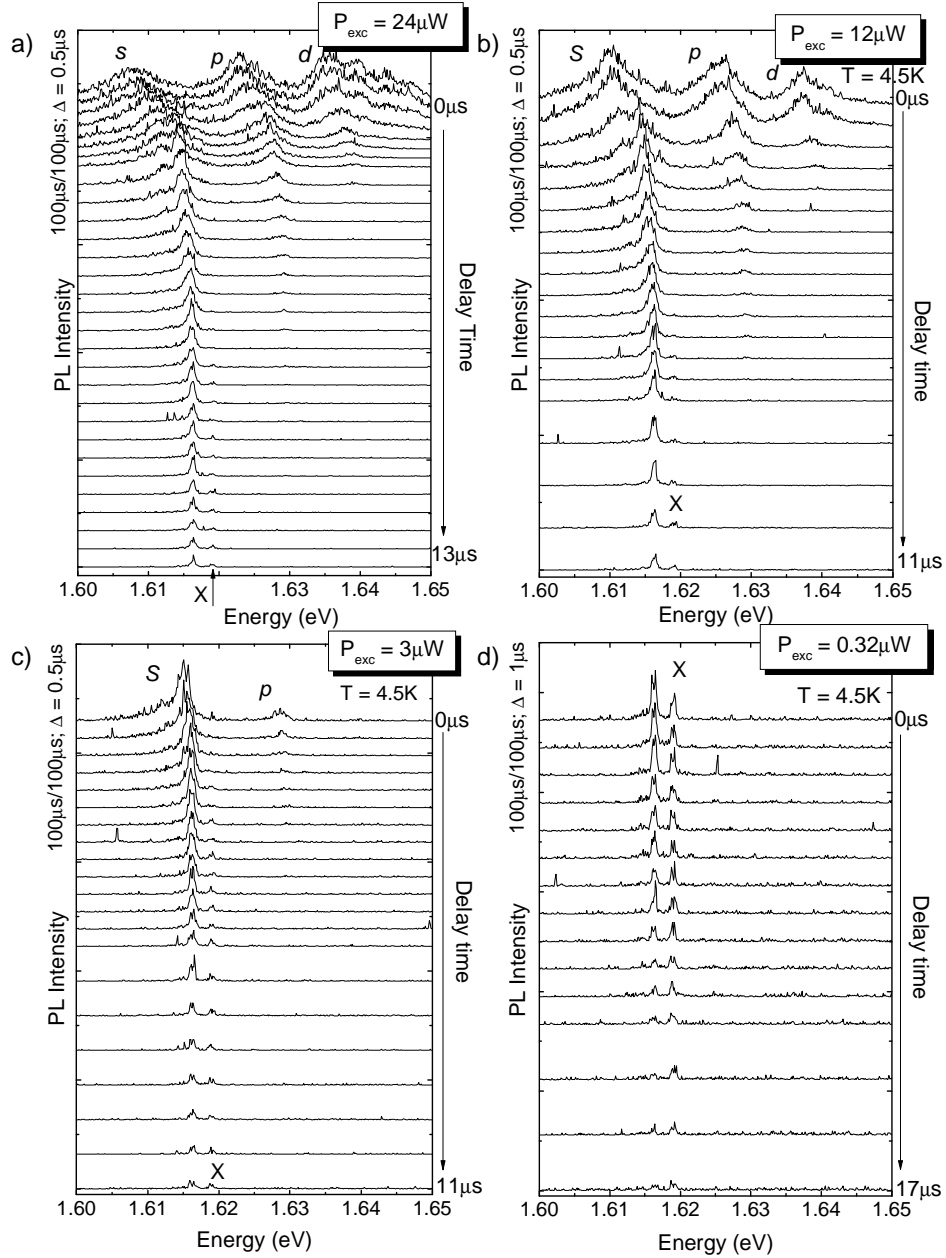 a)
P_exc = 24μW
s
p
d
0μs
100μs/100μs; Δ = 0.5μs
PL Intensity
Delay Time
13μs
X
1.60 1.61 1.62 1.63 1.64 1.65
Energy (eV)
b)
P_exc = 12μW
S
p
d
T = 4.5K
0μs
100μs/100μs; Δ = 0.5μs
PL Intensity
Delay time
X
11μs
1.60 1.61 1.62 1.63 1.64 1.65
Energy (eV)
c)
P_exc = 3μW
S
p
T = 4.5K
0μs
100μs/100μs; Δ = 0.5μs
PL Intensity
Delay time
X
11μs
1.60 1.61 1.62 1.63 1.64 1.65
Energy (eV)
d)
P_exc = 0.32μW
X
T = 4.5K
0μs
100μs/100μs; Δ = 1μs
PL Intensity
Delay time
17μs
1.60 1.61 1.62 1.63 1.64 1.65
Energy (eV)